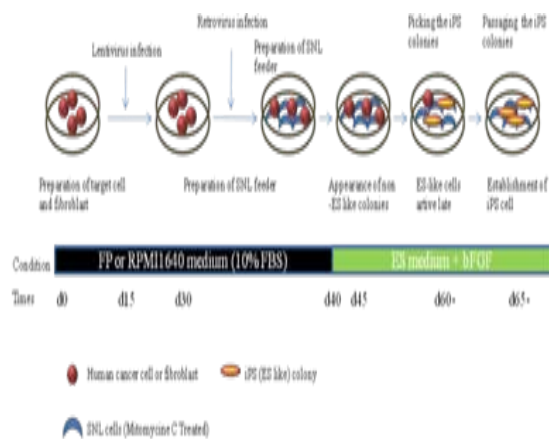 Retrovirus infection
Picking the iPS
colonies
Passaging the iPS
colonies
Lentivirus infection
Preparation of SNL
feeder
Preparation of target cell
and fibroblast
Preparation of SNL feeder
Appearance of non
-ES like colonies
ES-like cells
artive late
Establishment of
iPS cell
Condition
FP or RPMI1640 medium (10% FBS)
ES medium + bFGF
Times
d0
d15
d30
d40
d45
d60+
d65+
Human cancer cell or fibroblast
iPS (ES like) colony
SNL cells (Mitomycine C Treated)